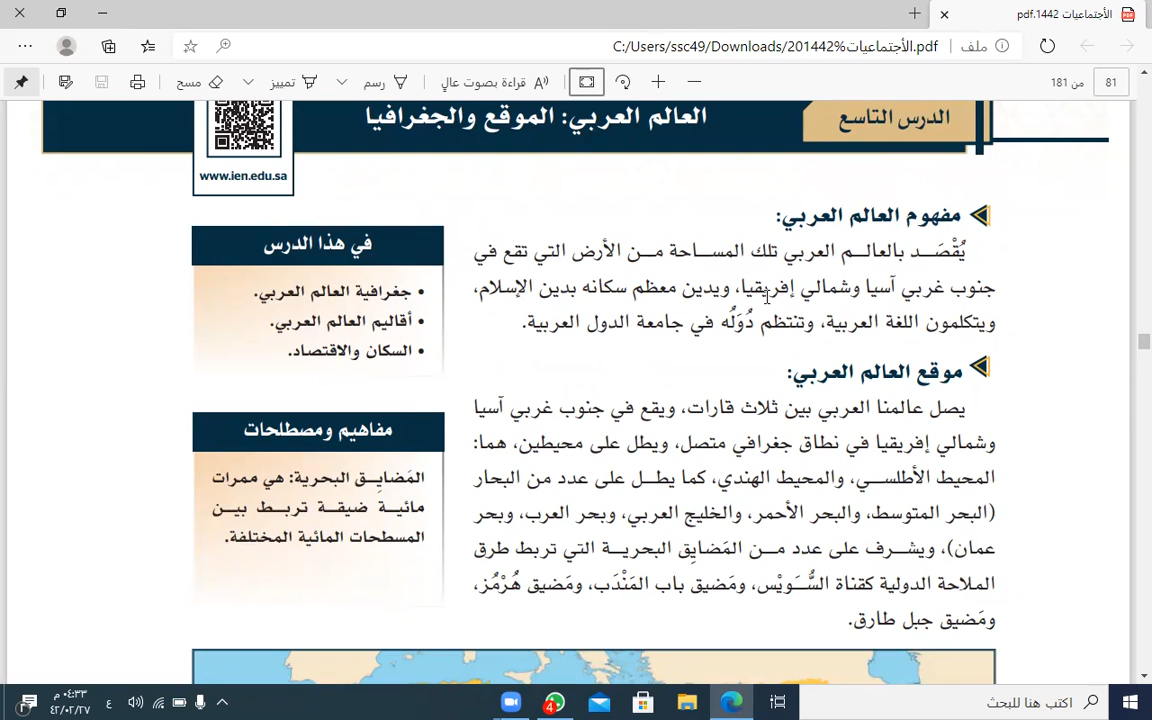 الأجتماعيات 1442.pdf
ملف C:/Users/ssc49/Downloads/201442%الأجتماعيات.pdf
81 من 181
قراءة بصوت عالٍ
رسم
تمييز
مسح
الدرس التاسع
العالم العربي: الموقع والجغرافيا
www.ien.edu.sa
مفهوم العالم العربي:
يُقْصَد بالعالم العربي تلك المساحة من الأرض التي تقع في
جنوب غربي آسيا وشمالي إفريقيا، ويدين معظم سكانه بدين الإسلام،
ويتكلمون اللغة العربية، وتنتظم دُوَلُه في جامعة الدول العربية.
موقع العالم العربي:
يصل عالمنا العربي بين ثلاث قارات، ويقع في جنوب غربي آسيا
وشمالي إفريقيا في نطاق جغرافي متصل، ويطل على محيطين، هما:
المحيط الأطلسي، والمحيط الهندي، كما يطل على عدد من البحار
(البحر المتوسط، والبحر الأحمر، والخليج العربي، وبحر العرب، وبحر
عمان)، ويشرف على عدد من المَضايِق البحرية التي تربط طرق
الملاحة الدولية كقناة السُّوَيْس، ومَضيق باب المَنْدَب، ومَضيق هُرْمُز،
ومَضيق جبل طارق.
في هذا الدرس
• جغرافية العالم العربي.
• أقاليم العالم العربي.
• السكان والاقتصاد.
مفاهيم ومصطلحات
المَضايِق البحرية: هي ممرات
مائية ضيقة تربط بين
المسطحات المائية المختلفة.
اكتب هنا للبحث
4
ع
٠٤:٣٣ م
٤٢/٠٢/٢٧